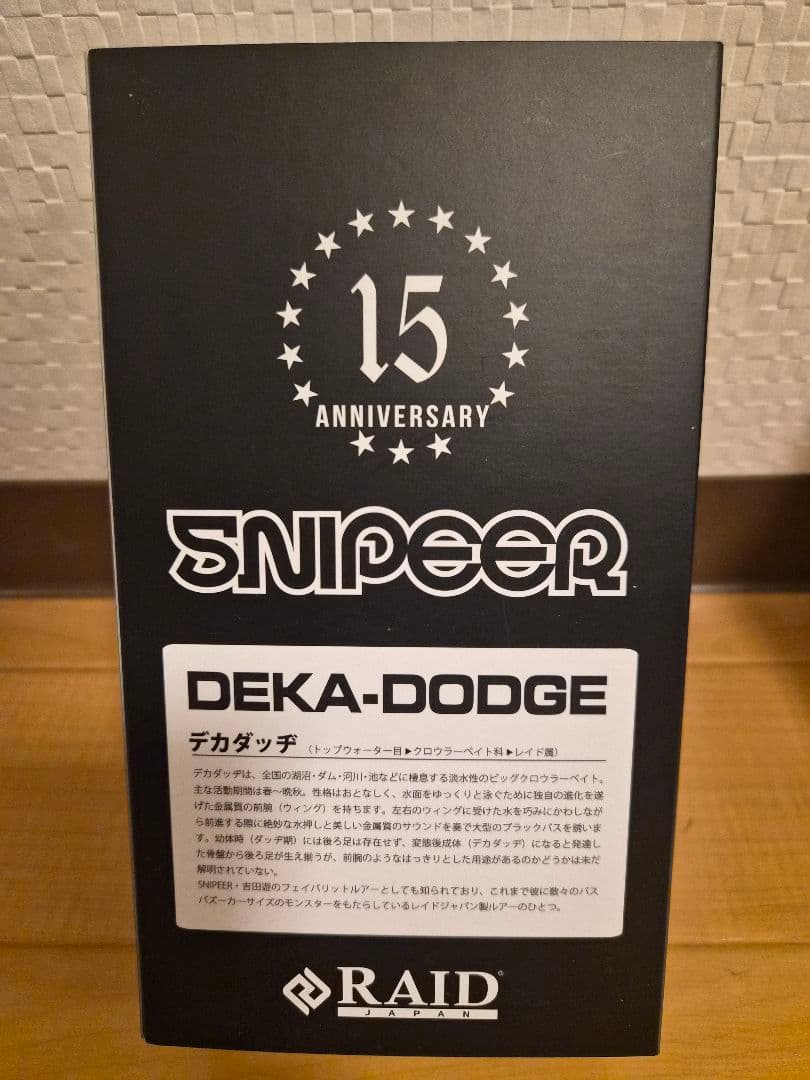 15
ANNIVERSARY
SNIPEER
DEKA-DODGE
デカダッヂ（トップウォーター目▶クロウラーベイト科▶レイド属）
デカダッヂは、全国の湖沼・ダム・河川・池などに棲息する淡水性のビッグクロウラーベイト。
主な活動期間は春～晩秋。性格はおとなしく、水面をゆっくりと泳ぐために独自の進化を遂
げた金属質の前腕（ウィング）を持ちます。左右のウィングに受けた水を巧みにかわしなが
ら前進する際に絶妙な水押しと美しい金属質のサウンドを奏で大型のブラックバスを誘いま
す。幼体時（ダッヂ期）には後ろ足は存在せず、変態後成体（デカダッヂ）になると発達し
た骨盤から後ろ足が生え揃うが、前腕のようなはっきりとした用途があるのかどうかは未だ
解明されていない。
SNIPEER・吉田遊のフェイバリットルアーとしても知られており、これまで彼に数々のバス
バズーカーサイズのモンスターをもたらしているレイドジャパン製ルアーのひとつ。
RAID®
JAPAN